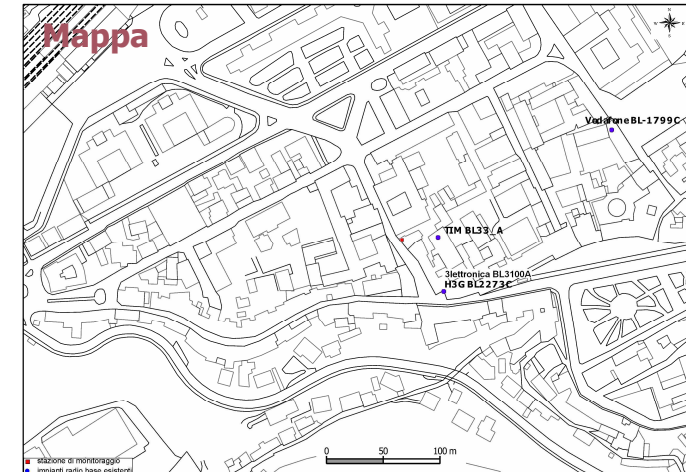 Mappa
N
W E
S
Vodafone BL-1799C
TIM BL33_A
3lettronica BL3100A
H3G BL2273C
0 50 100 m
stazione di monitoraggio
impianti radio base esistenti